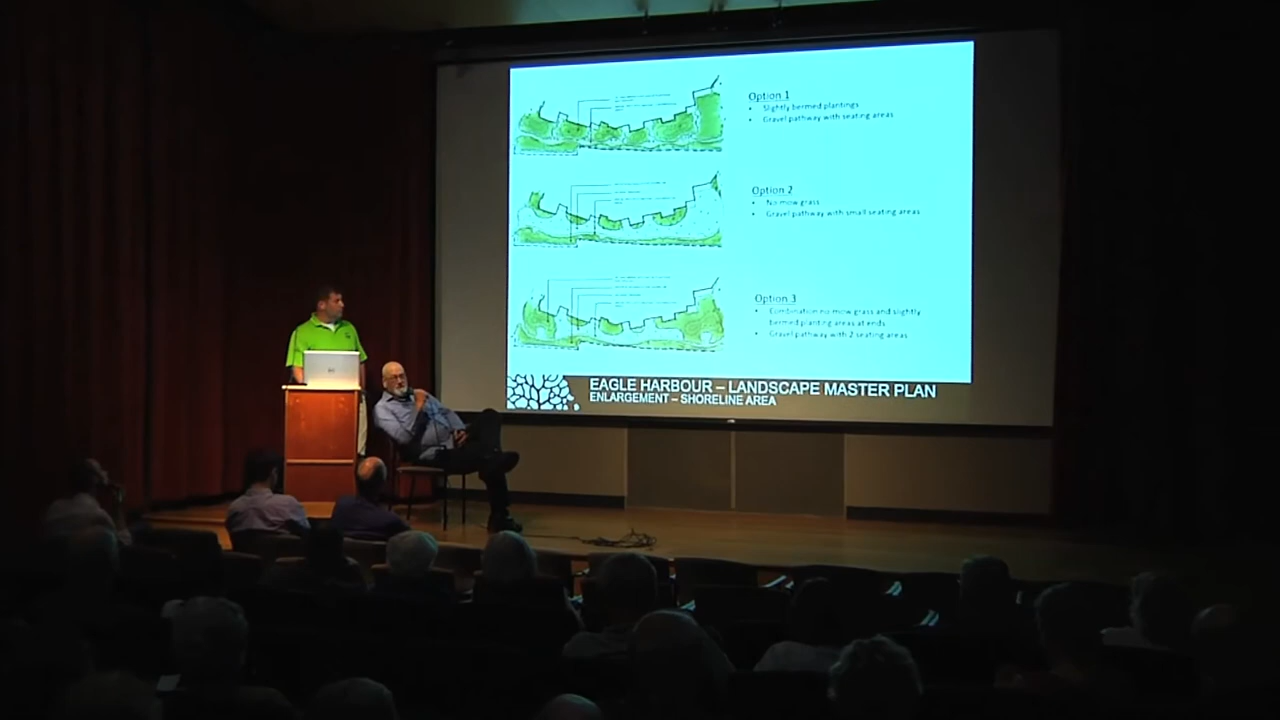 Option 1
• Slightly bermed plantings
• Gravel pathway with seating areas
Option 2
• No mow grass
• Gravel pathway with small seating areas
Option 3
• Combination no mow grass and slightly
bermed planting areas at ends
• Gravel pathway with 2 seating areas
EAGLE HARBOUR – LANDSCAPE MASTER PLAN
ENLARGEMENT – SHORELINE AREA